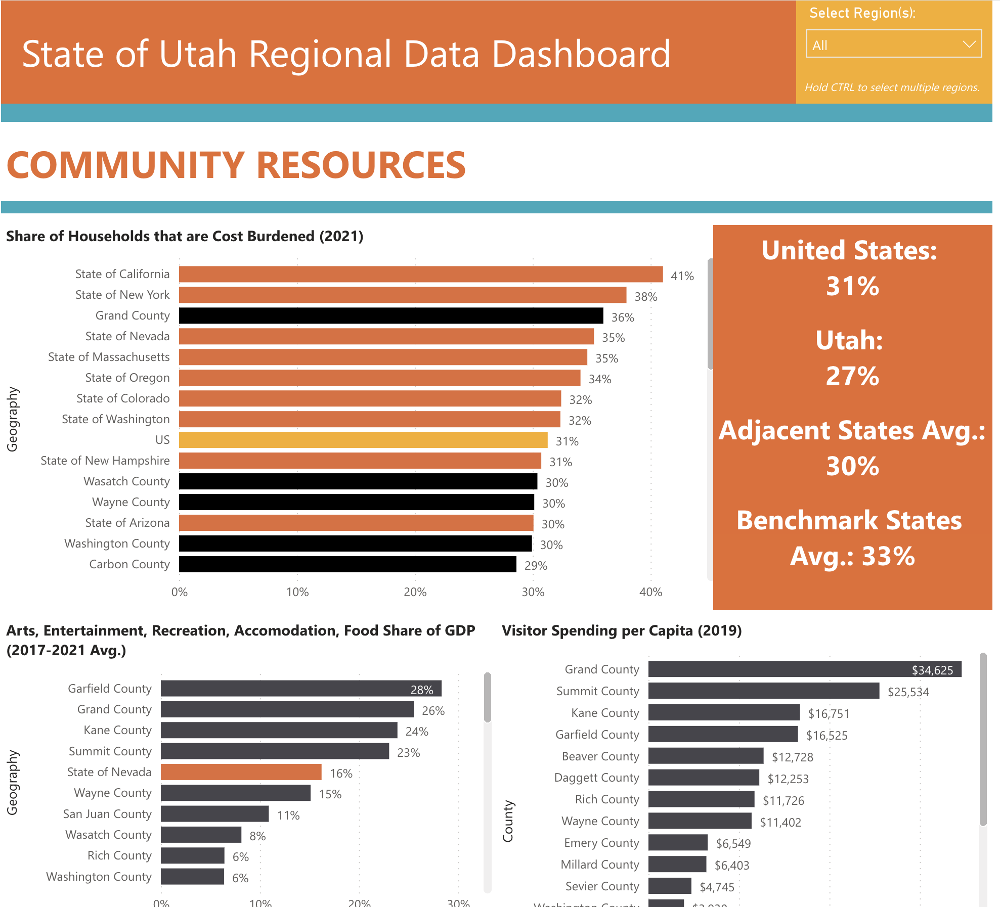 State of Utah Regional Data Dashboard
Select Region(s):
All
Hold CTRL to select multiple regions.
COMMUNITY RESOURCES
Share of Households that are Cost Burdened (2021)
Geography
State of California 41%
State of New York 38%
Grand County 36%
State of Nevada 35%
State of Massachusetts 35%
State of Oregon 34%
State of Colorado 32%
State of Washington 32%
US 31%
State of New Hampshire 31%
Wasatch County 30%
Wayne County 30%
State of Arizona 30%
Washington County 30%
Carbon County 29%
0% 10% 20% 30% 40%
United States:
31%
Utah:
27%
Adjacent States Avg.:
30%
Benchmark States
Avg.: 33%
Arts, Entertainment, Recreation, Accomodation, Food Share of GDP
(2017-2021 Avg.)
Geography
Garfield County 28%
Grand County 26%
Kane County 24%
Summit County 23%
State of Nevada 16%
Wayne County 15%
San Juan County 11%
Wasatch County 8%
Rich County 6%
Washington County 6%
0% 10% 20% 30%
Visitor Spending per Capita (2019)
County
Grand County $34,625
Summit County $25,534
Kane County $16,751
Garfield County $16,525
Beaver County $12,728
Daggett County $12,253
Rich County $11,726
Wayne County $11,402
Emery County $6,549
Millard County $6,403
Sevier County $4,745
Washington County